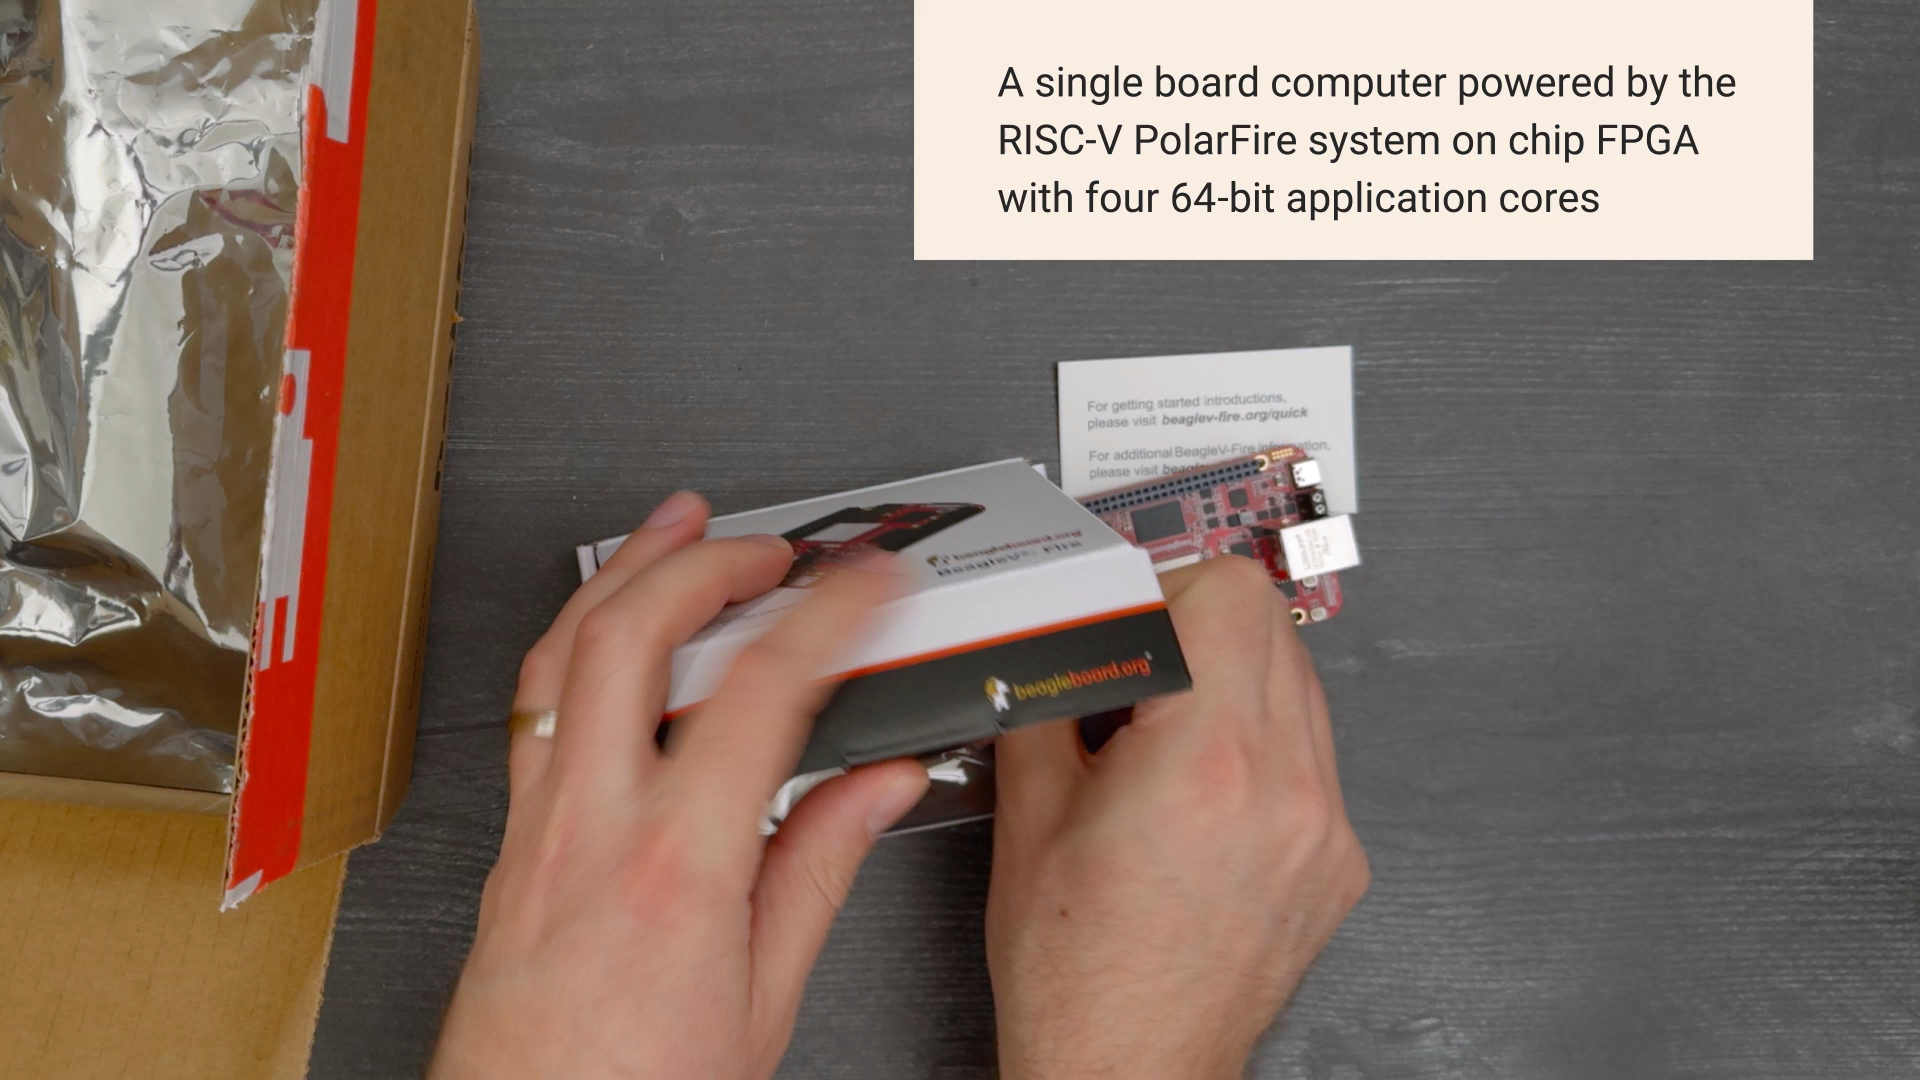 A single board computer powered by the
RISC-V PolarFire system on chip FPGA
with four 64-bit application cores
For getting started introductions,
please visit beaglev-fire.org/quick
For additional BeagleV-Fire information,
please visit
beagleboard.org
BeagleV®- Fire
beagleboard.org